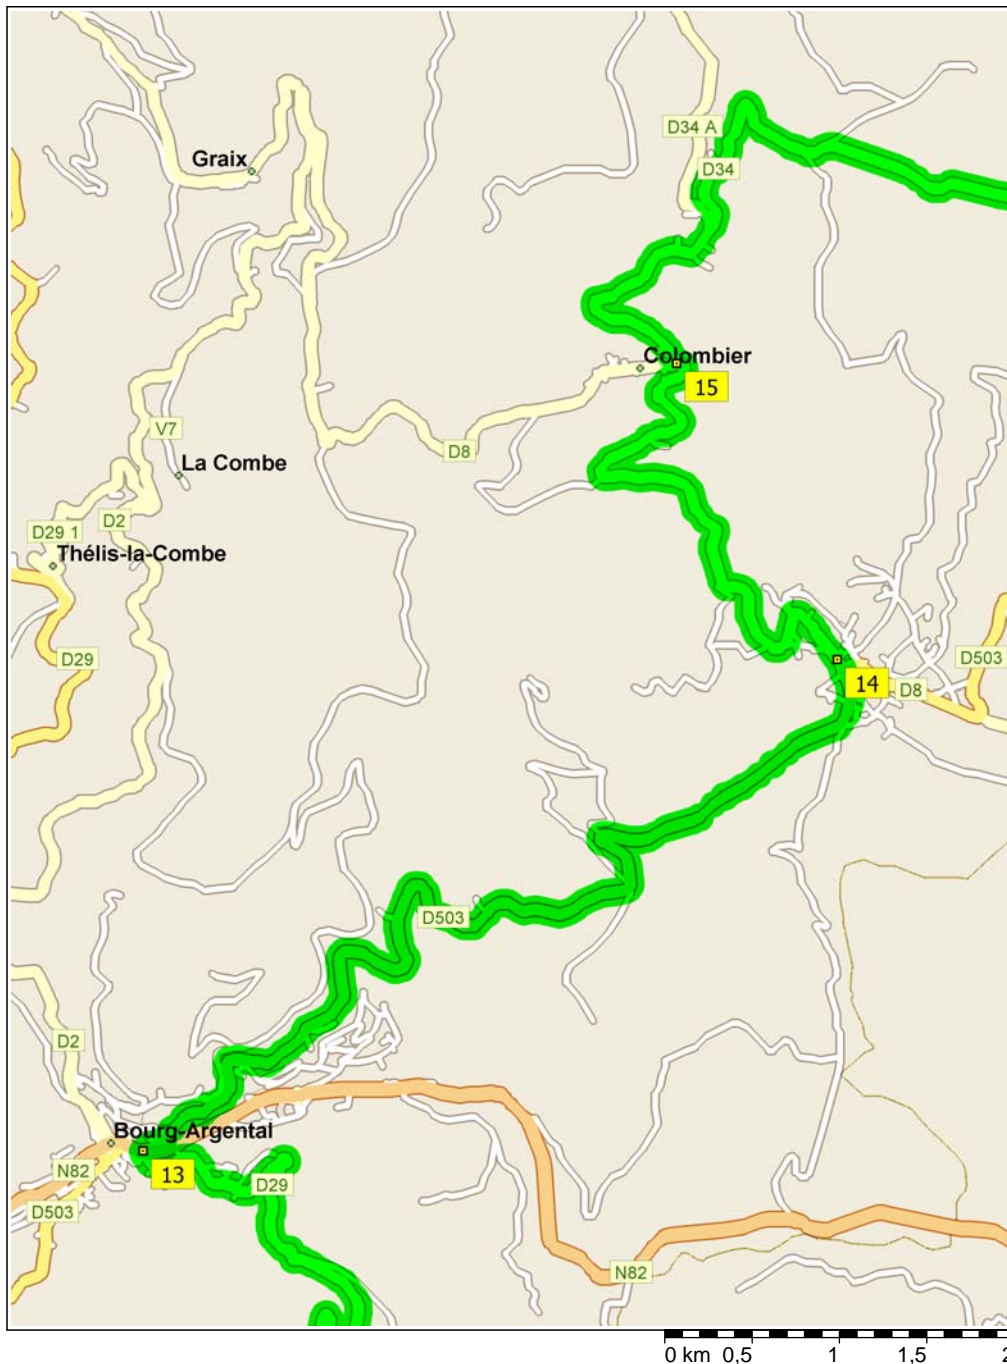 D34 A
Graix
D34
Colombier
15
V7
D8
La Combe
D29 1
D2
Thélis-la-Combe
D29
D503
14
D8
D503
D2
Bourg-Argental
N82
13
D29
D503
N82
0 km 0,5 1 1,5 2